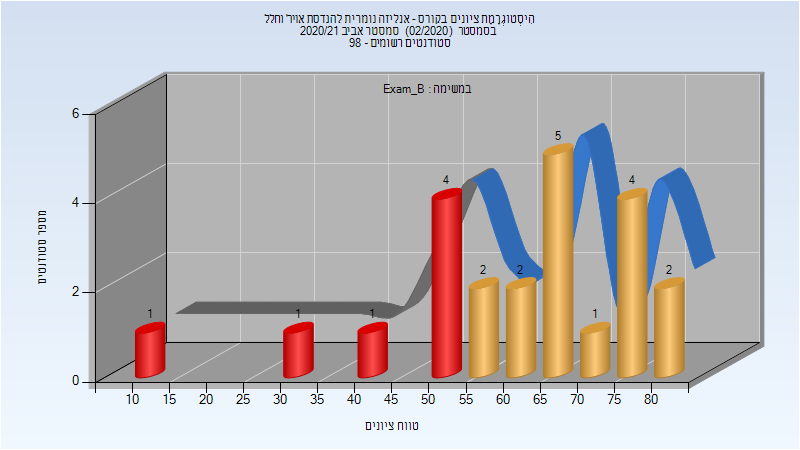 היסטוגרמת ציונים בקורס - אנליזה נומרית להנדסת אויר וחלל
בסמסטר (02/2020) סמסטר אביב 2020/21
סטודנטים רשומים - 98
במשימה : Exam_B
מספר סטודנטים
6
4
2
0
1
1
1
4
2
2
5
1
4
2
10 15 20 25 30 35 40 45 50 55 60 65 70 75 80
טווח ציונים